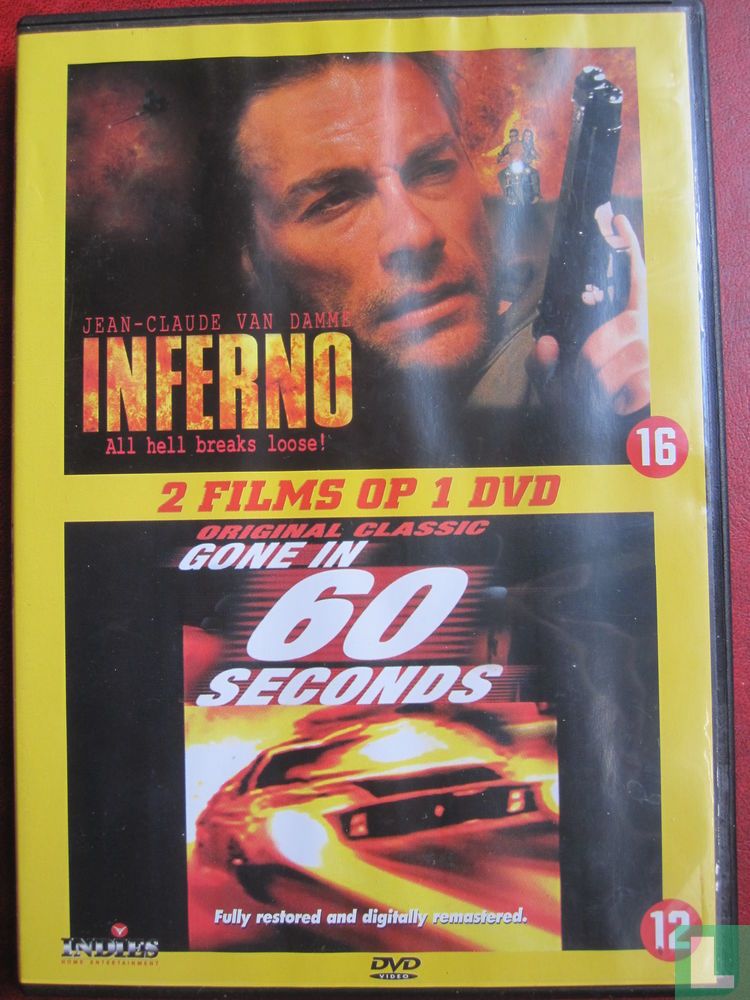 JEAN-CLAUDE VAN DAMME
INFERNO
All hell breaks loose!
16
2 FILMS OP 1 DVD
ORIGINAL CLASSIC
GONE IN
60
SECONDS
Fully restored and digitally remastered.
12
INDIES
HOME ENTERTAINMENT
DVD
VIDEO